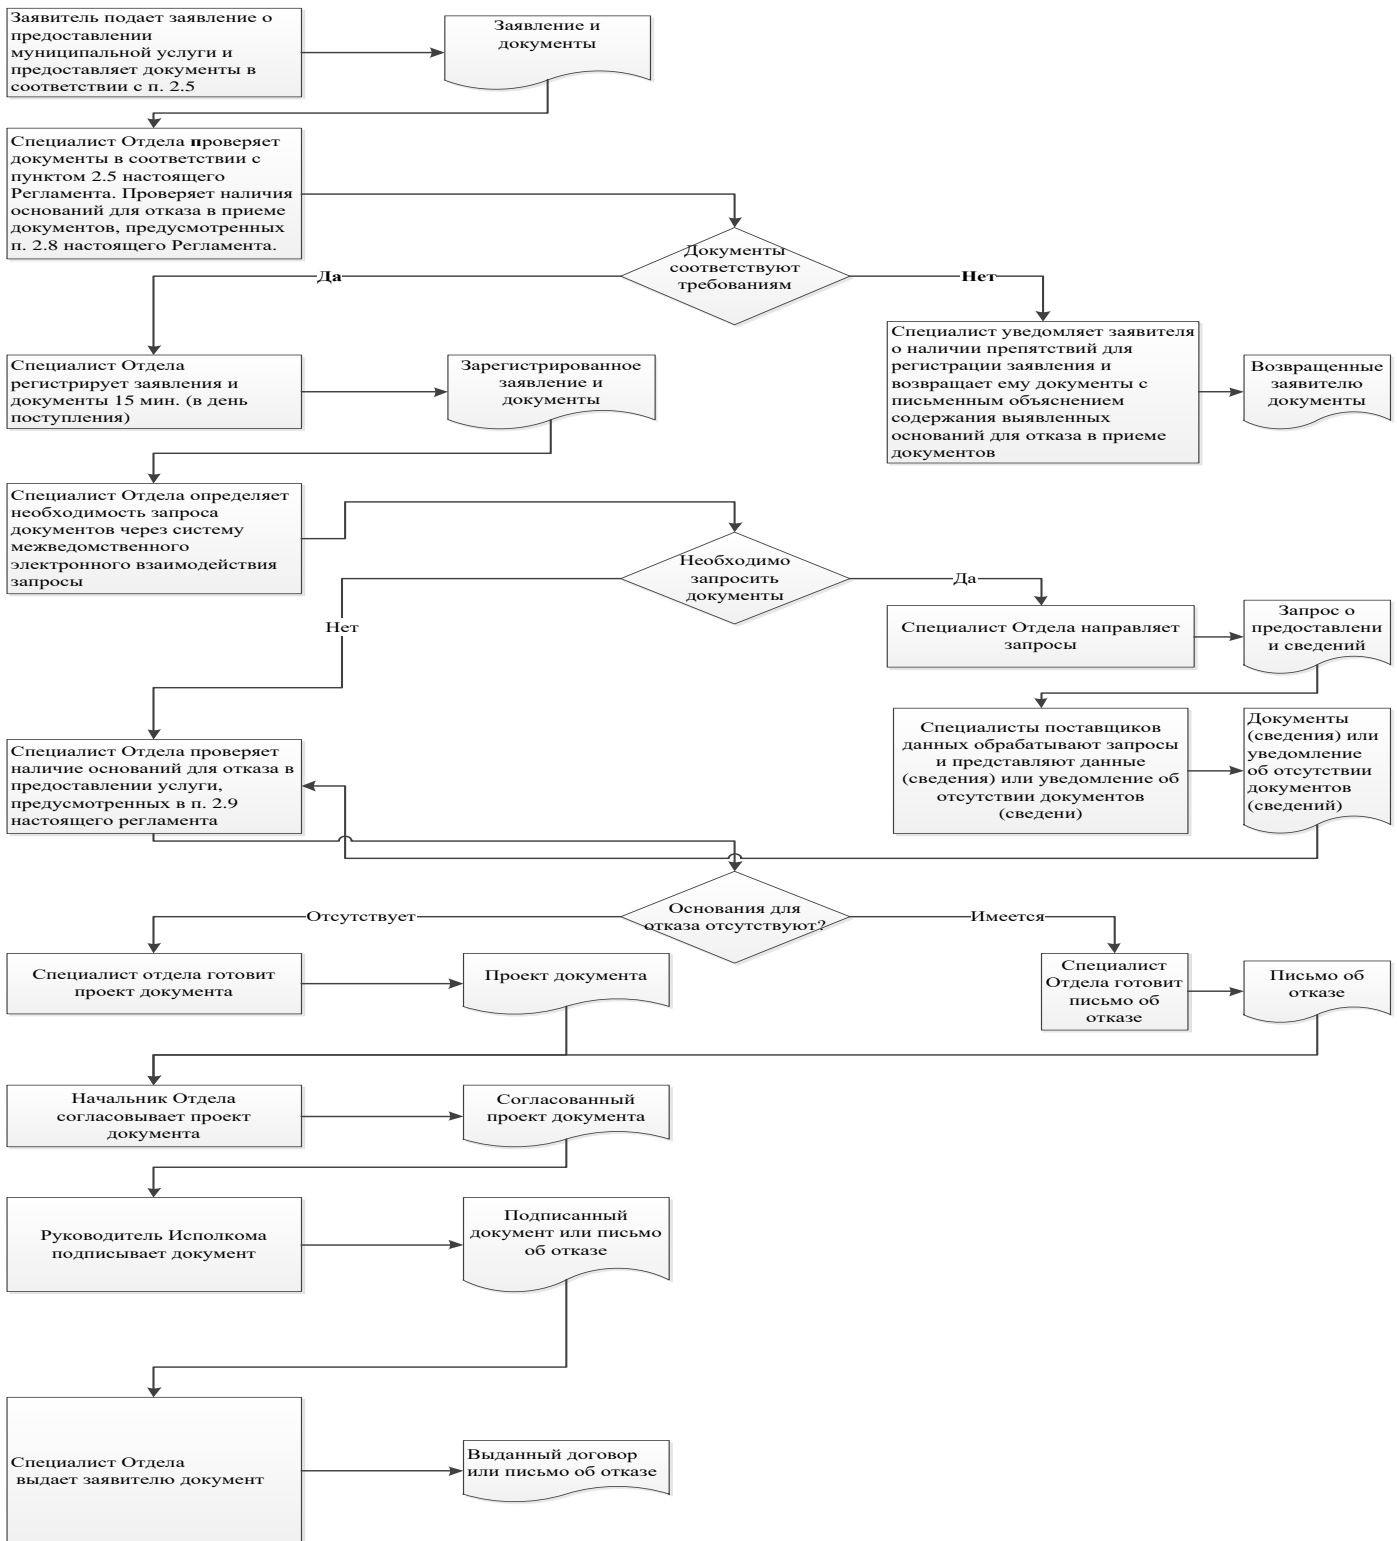 Заявитель подает заявление о
предоставлении
муниципальной услуги и
предоставляет документы в
соответствии с п. 2.5
Заявление и
документы
Специалист Отдела проверяет
документы в соответствии с
пунктом 2.5 настоящего
Регламента. Проверяет наличия
оснований для отказа в приеме
документов, предусмотренных
п. 2.8 настоящего Регламента.
Документы
соответствуют
требованиям
Да
Нет
Специалист Отдела
регистрирует заявления и
документы 15 мин. (в день
поступления)
Зарегистрированное
заявление и
документы
Специалист уведомляет заявителя
о наличии препятствий для
регистрации заявления и
возвращает ему документы с
письменным объяснением
содержания выявленных
оснований для отказа в приеме
документов
Возвращенные
заявителю
документы
Специалист Отдела определяет
необходимость запроса
документов через систему
межведомственного
электронного взаимодействия
запросы
Необходимо
запросить
документы
Да
Нет
Специалист Отдела направляет
запросы
Запрос о
предоставлени
и сведений
Специалисты поставщиков
данных обрабатывают запросы
и представляют данные
(сведения) или уведомление об
отсутствии документов
(сведени)
Документы
(сведения) или
уведомление
об отсутствии
документов
(сведений)
Специалист Отдела проверяет
наличие оснований для отказа в
предоставлении услуги,
предусмотренных в п. 2.9
настоящего регламента
Основания для
отказа отсутствуют?
Отсутствует
Имеется
Специалист отдела готовит
проект документа
Проект документа
Специалист
Отдела готовит
письмо об
отказе
Письмо об
отказе
Начальник Отдела
согласовывает проект
документа
Согласованный
проект документа
Руководитель Исполкома
подписывает документ
Подписанный
документ или письмо
об отказе
Специалист Отдела
выдает заявителю документ
Выданный договор
или письмо об отказе